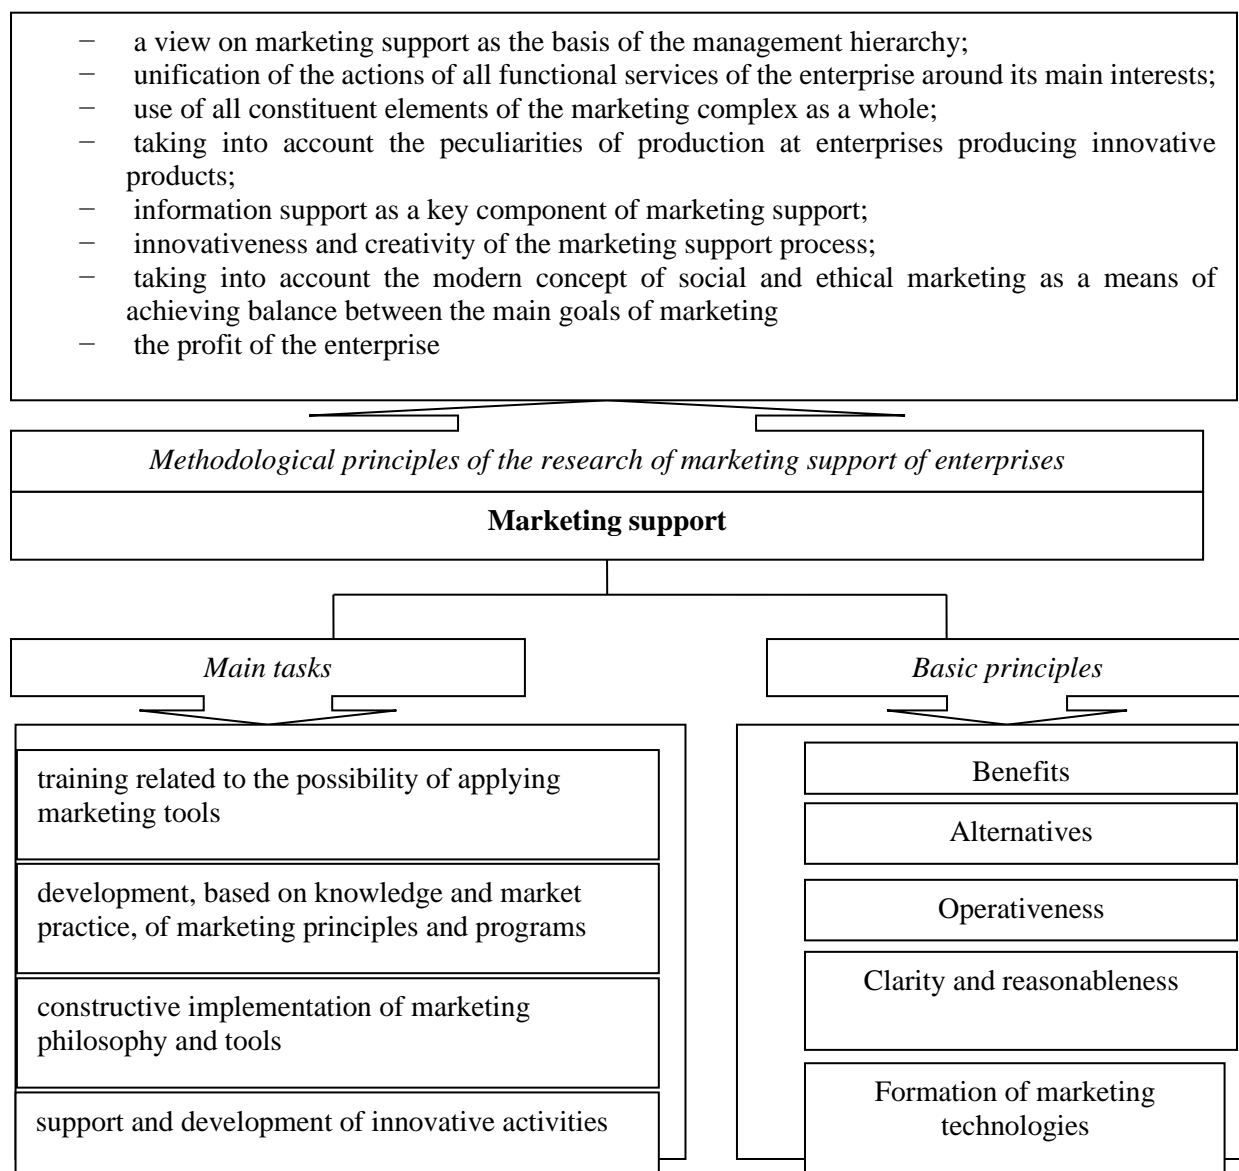 − a view on marketing support as the basis of the management hierarchy;
− unification of the actions of all functional services of the enterprise around its main interests;
− use of all constituent elements of the marketing complex as a whole;
− taking into account the peculiarities of production at enterprises producing innovative
products;
− information support as a key component of marketing support;
− innovativeness and creativity of the marketing support process;
− taking into account the modern concept of social and ethical marketing as a means of
achieving balance between the main goals of marketing
− the profit of the enterprise
Methodological principles of the research of marketing support of enterprises
Marketing support
Main tasks
training related to the possibility of applying
marketing tools
development, based on knowledge and market
practice, of marketing principles and programs
constructive implementation of marketing
philosophy and tools
support and development of innovative activities
Basic principles
Benefits
Alternatives
Operativeness
Clarity and reasonableness
Formation of marketing
technologies